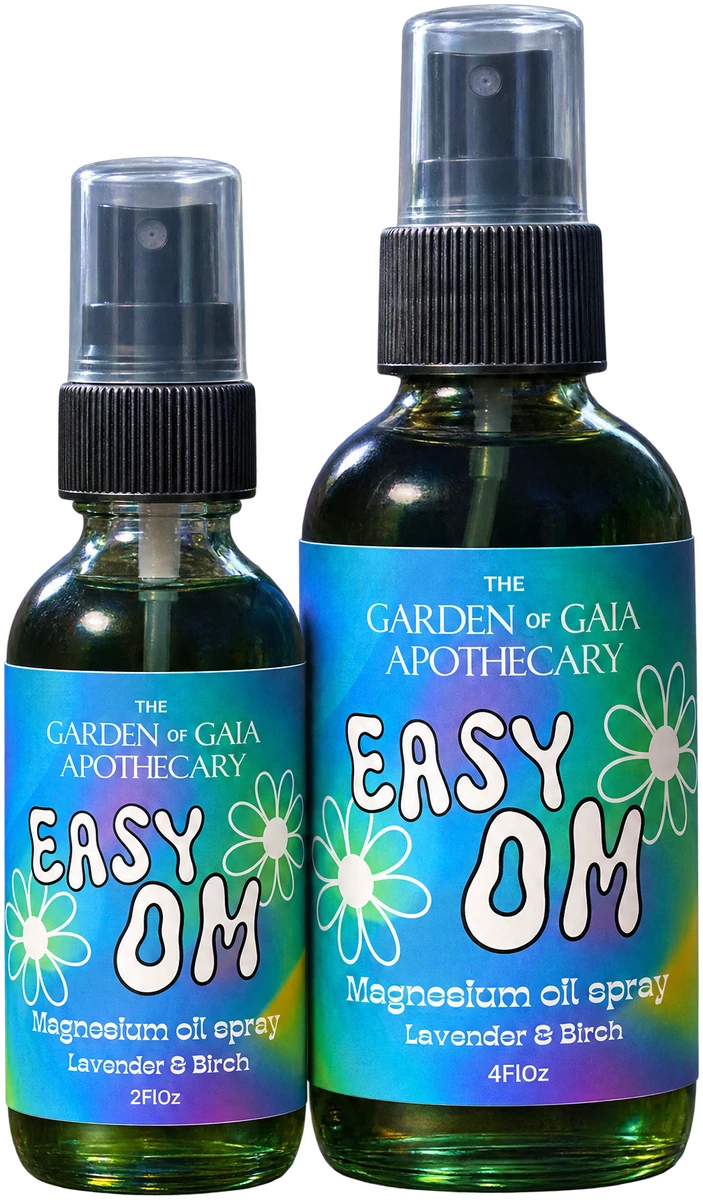 THE
GARDEN OF GAIA
APOTHECARY
EASY
OM
Magnesium oil spray
Lavender & Birch
2FlOz
THE
GARDEN OF GAIA
APOTHECARY
EASY
OM
Magnesium oil spray
Lavender & Birch
4FlOz